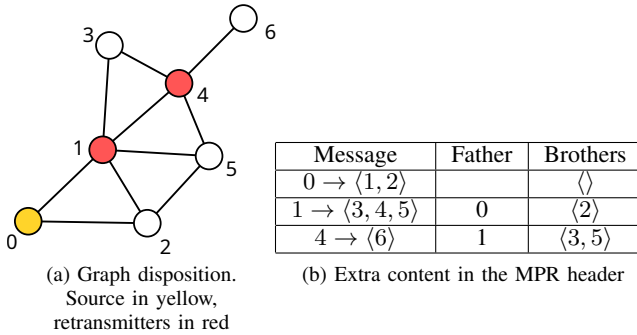 6
3
4
1
5
0
2
(a) Graph disposition.
Source in yellow,
retransmitters in red
Message Father Brothers
0 → ⟨1, 2⟩ ⟨⟩
1 → ⟨3, 4, 5⟩ 0 ⟨2⟩
4 → ⟨6⟩ 1 ⟨3, 5⟩
(b) Extra content in the MPR header